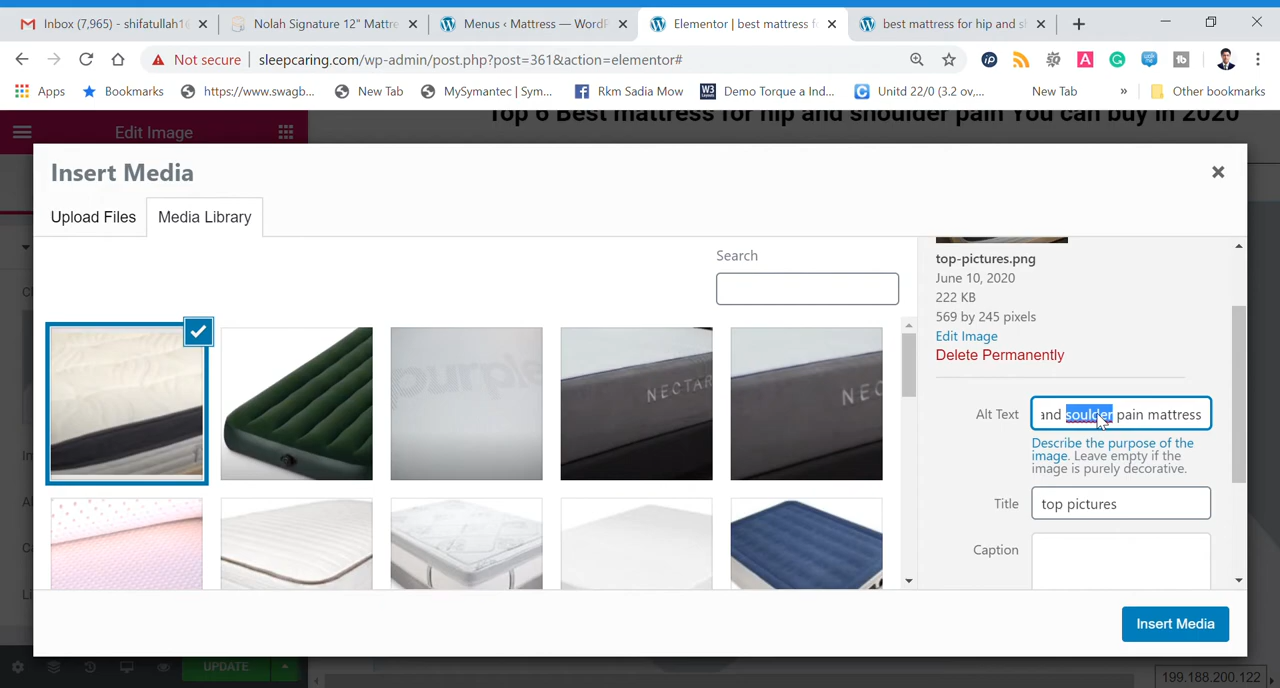 Inbox (7,965) - shifatullah1
Nolah Signature 12" Mattre
Menus ‹ Mattress — WordP
Elementor | best mattress f
best mattress for hip and sh
Not secure | sleepcaring.com/wp-admin/post.php?post=361&action=elementor#
Apps
Bookmarks
https://www.swagb...
New Tab
MySymantec | Sym...
Rkm Sadia Mow
Demo Torque a Ind...
Unitd 22/0 (3.2 ov,...
New Tab
»
Other bookmarks
Top 6 Best mattress for hip and shoulder pain You can buy in 2020
Edit Image
Insert Media
Upload Files
Media Library
Search
top-pictures.png
June 10, 2020
222 KB
569 by 245 pixels
Edit Image
Delete Permanently
purple
NECTAR
NEC
Alt Text
and soulder pain mattress
Describe the purpose of the
image. Leave empty if the
image is purely decorative.
Title
top pictures
Caption
Insert Media
UPDATE
199.188.200.122